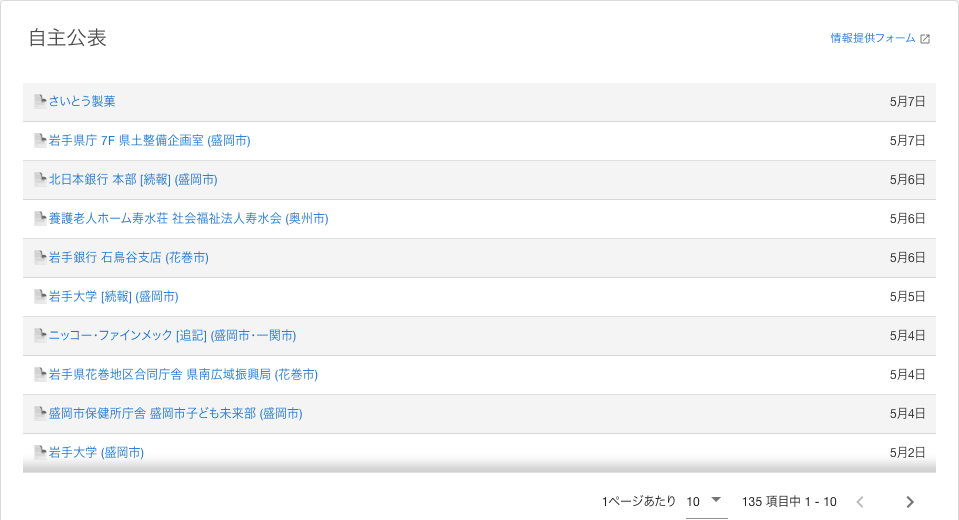 自主公表
情報提供フォーム
さいとう製菓 5月7日
岩手県庁 7F 県土整備企画室 (盛岡市) 5月7日
北日本銀行 本部 [続報] (盛岡市) 5月6日
養護老人ホーム寿水荘 社会福祉法人寿水会 (奥州市) 5月6日
岩手銀行 石鳥谷支店 (花巻市) 5月6日
岩手大学 [続報] (盛岡市) 5月5日
ニッコー・ファインメック [追記] (盛岡市・一関市) 5月4日
岩手県花巻地区合同庁舎 県南広域振興局 (花巻市) 5月4日
盛岡市保健所庁舎 盛岡市子ども未来部 (盛岡市) 5月4日
岩手大学 (盛岡市) 5月2日
1ページあたり 10 135 項目中 1 - 10